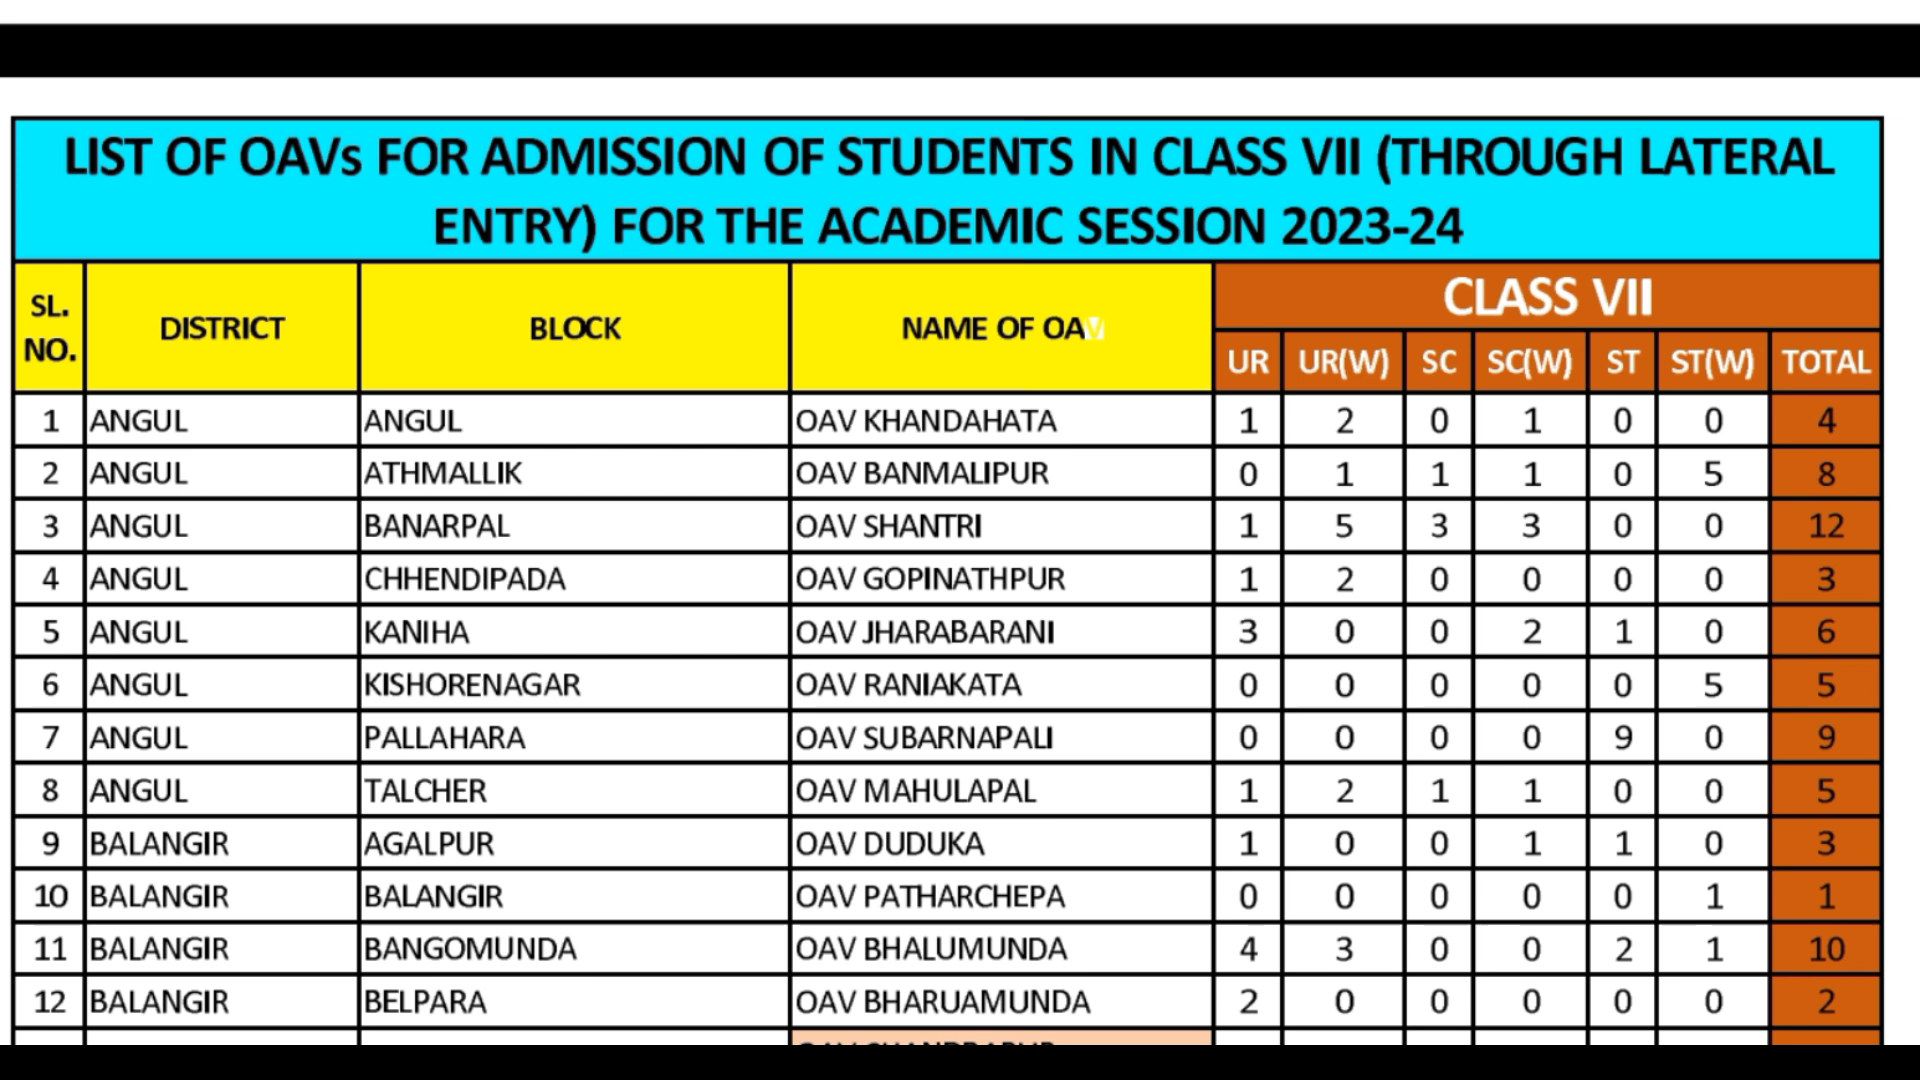 LIST OF OAVs FOR ADMISSION OF STUDENTS IN CLASS VII (THROUGH LATERAL
ENTRY) FOR THE ACADEMIC SESSION 2023-24
SL. NO. DISTRICT BLOCK NAME OF OAV CLASS VII
UR UR(W) SC SC(W) ST ST(W) TOTAL
1 ANGUL ANGUL OAV KHANDAHATA 1 2 0 1 0 0 4
2 ANGUL ATHMALLIK OAV BANMALIPUR 0 1 1 1 0 5 8
3 ANGUL BANARPAL OAV SHANTRI 1 5 3 3 0 0 12
4 ANGUL CHHENDIPADA OAV GOPINATHPUR 1 2 0 0 0 0 3
5 ANGUL KANIHA OAV JHARABARANI 3 0 0 2 1 0 6
6 ANGUL KISHORENAGAR OAV RANIAKATA 0 0 0 0 0 5 5
7 ANGUL PALLAHARA OAV SUBARNAPALI 0 0 0 0 9 0 9
8 ANGUL TALCHER OAV MAHULAPAL 1 2 1 1 0 0 5
9 BALANGIR AGALPUR OAV DUDUKA 1 0 0 1 1 0 3
10 BALANGIR BALANGIR OAV PATHARCHEPA 0 0 0 0 0 1 1
11 BALANGIR BANGOMUNDA OAV BHALUMUNDA 4 3 0 0 2 1 10
12 BALANGIR BELPARA OAV BHARUAMUNDA 2 0 0 0 0 0 2